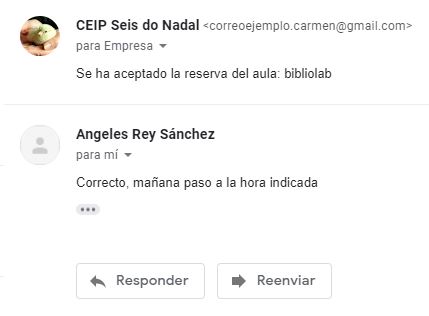 CEIP Seis do Nadal <correoejemplo.carmen@gmail.com>
para Empresa
Se ha aceptado la reserva del aula: bibliolab
Angeles Rey Sánchez
para mí
Correcto, mañana paso a la hora indicada
Responder
Reenviar